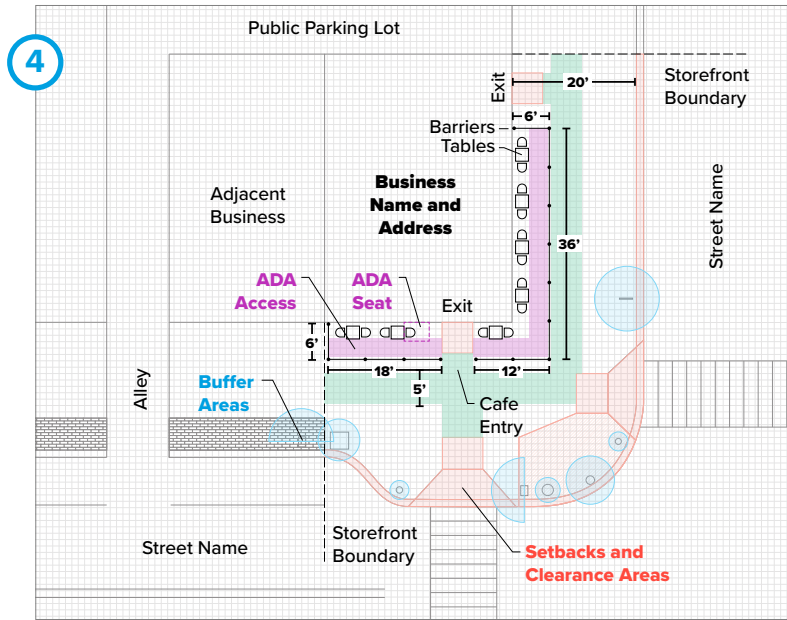 4
Public Parking Lot
Exit
20’
Storefront
Boundary
6’
Barriers
Tables
Business
Name and
Address
Adjacent
Business
Street Name
36’
ADA
Access
ADA
Seat
Exit
6’
18’
12’
5’
Alley
Buffer
Areas
Cafe
Entry
Street Name
Storefront
Boundary
Setbacks and
Clearance Areas